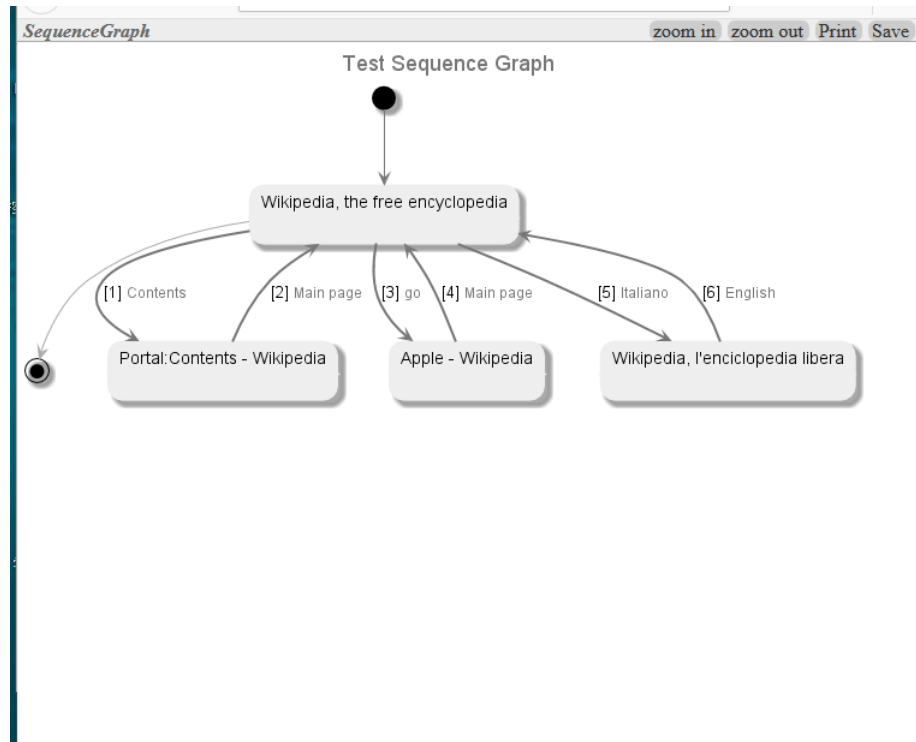 SequenceGraph
zoom in zoom out Print Save
Test Sequence Graph
Wikipedia, the free encyclopedia
[1] Contents
[2] Main page
[3] go
[4] Main page
[5] Italiano
[6] English
Portal:Contents - Wikipedia
Apple - Wikipedia
Wikipedia, l'enciclopedia libera